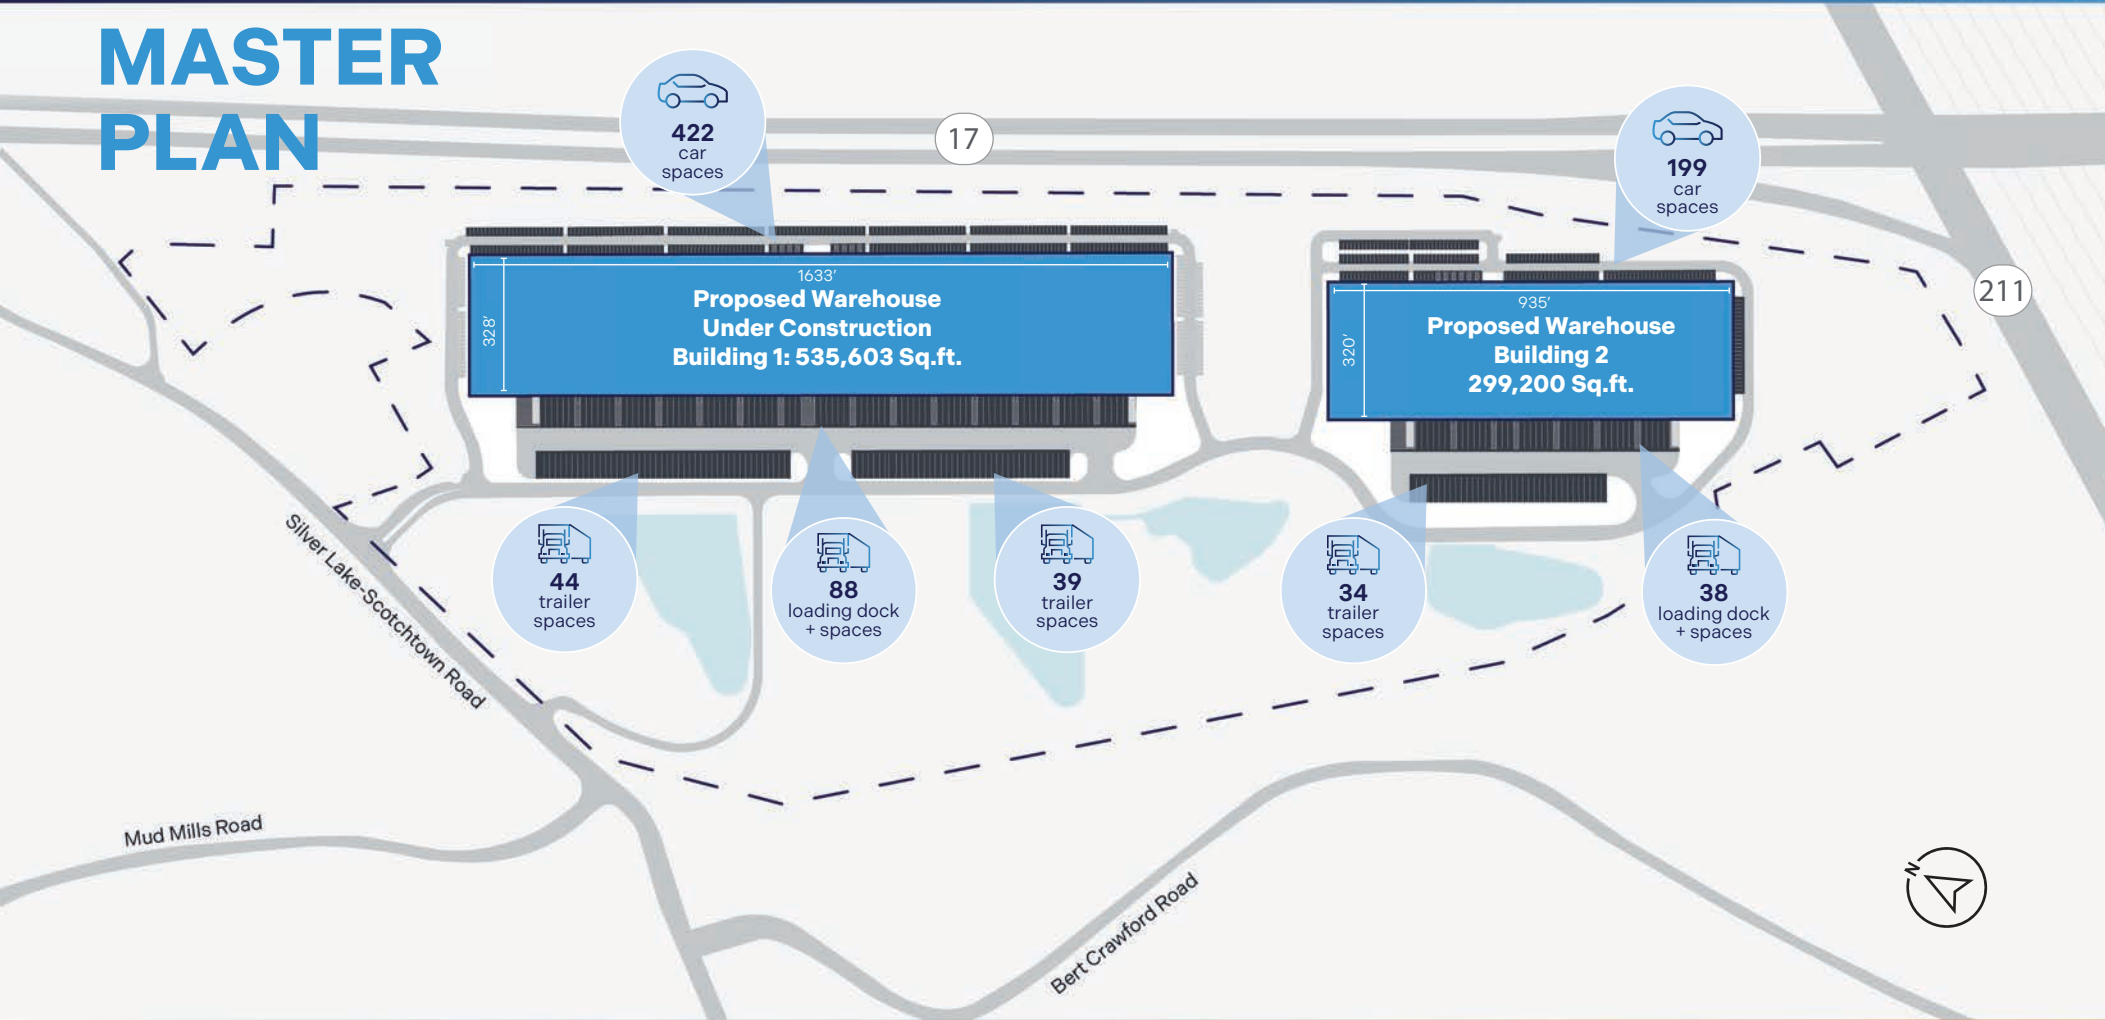 MASTER
PLAN
422
car
spaces
17
199
car
spaces
211
1633’
328’
Proposed Warehouse
Under Construction
Building 1: 535,603 Sq.ft.
935’
320’
Proposed Warehouse
Building 2
299,200 Sq.ft.
44
trailer
spaces
88
loading dock
+ spaces
39
trailer
spaces
34
trailer
spaces
38
loading dock
+ spaces
Silver Lake-Scotchtown Road
Mud Mills Road
Bert Crawford Road
N